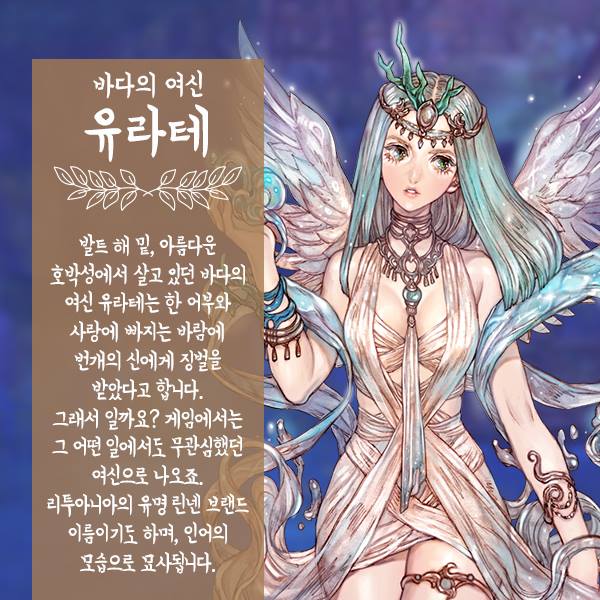 바다의 여신
유라테
발트 해 밑, 아름다운
호박성에서 살고 있던 바다의
여신 유라테는 한 어부와
사랑에 빠지는 바람에
번개의 신에게 징벌을
받았다고 합니다.
그래서 일까요? 게임에서는
그 어떤 일에서도 무관심했던
여신으로 나오죠.
리투아니아의 유명 린넨 브랜드
이름이기도 하며, 인어의
모습으로 묘사됩니다.